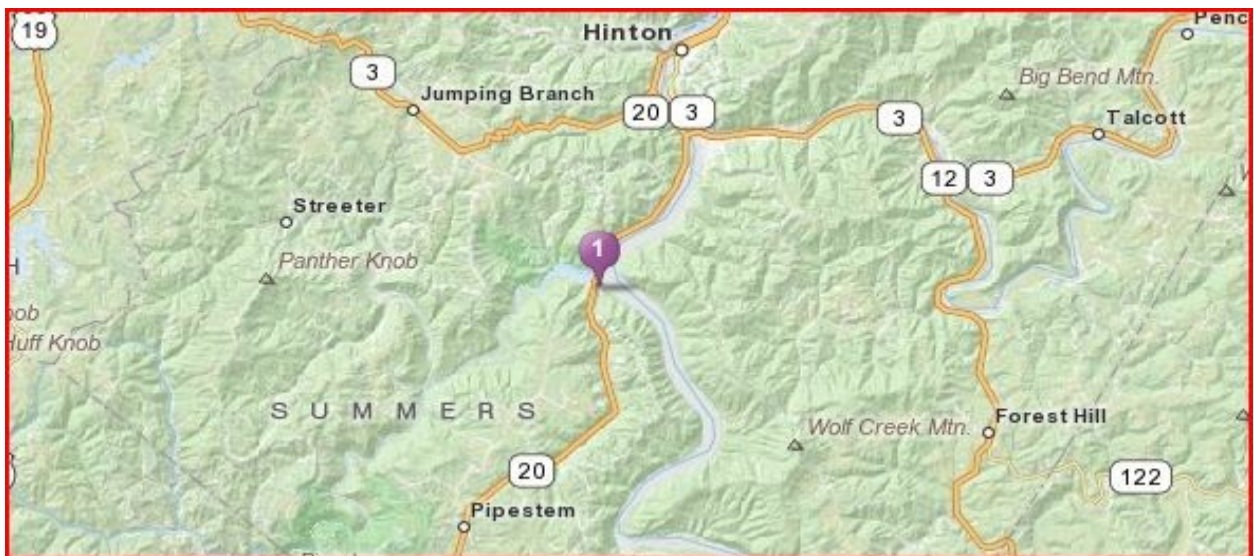 19
Hinton
3
Jumping Branch
20
3
3
Big Bend Mtn.
Talcott
12
3
Streeter
1
Panther Knob
Huff Knob
SUMMERS
Wolf Creek Mtn.
Forest Hill
20
122
Pipestem